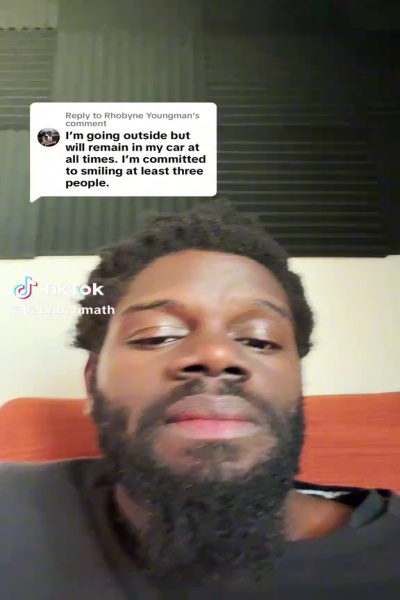 Reply to Rhobyne Youngman's
comment
I'm going outside but
will remain in my car at
all times. I'm committed
to smiling at least three
people.
TikTok